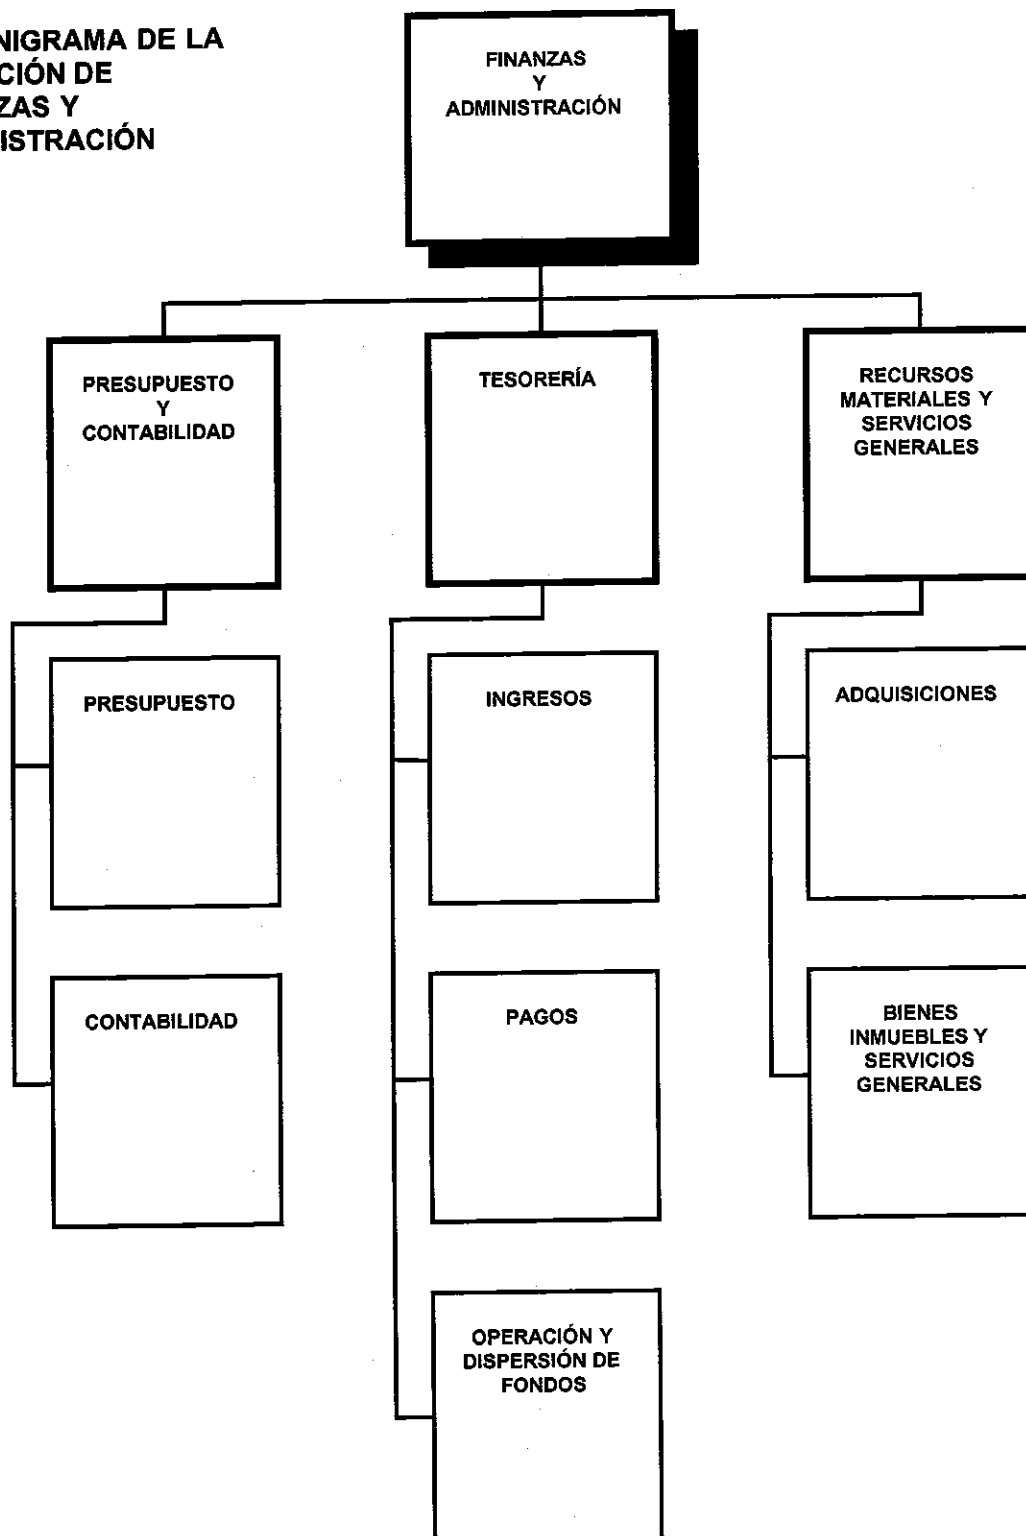 NIGRAMA DE LA
CIÓN DE
ZAS Y
ISTRACIÓN
FINANZAS
Y
ADMINISTRACIÓN
PRESUPUESTO
Y
CONTABILIDAD
TESORERÍA
RECURSOS
MATERIALES Y
SERVICIOS
GENERALES
PRESUPUESTO
INGRESOS
ADQUISICIONES
CONTABILIDAD
PAGOS
BIENES
INMUEBLES Y
SERVICIOS
GENERALES
OPERACIÓN Y
DISPERSIÓN DE
FONDOS